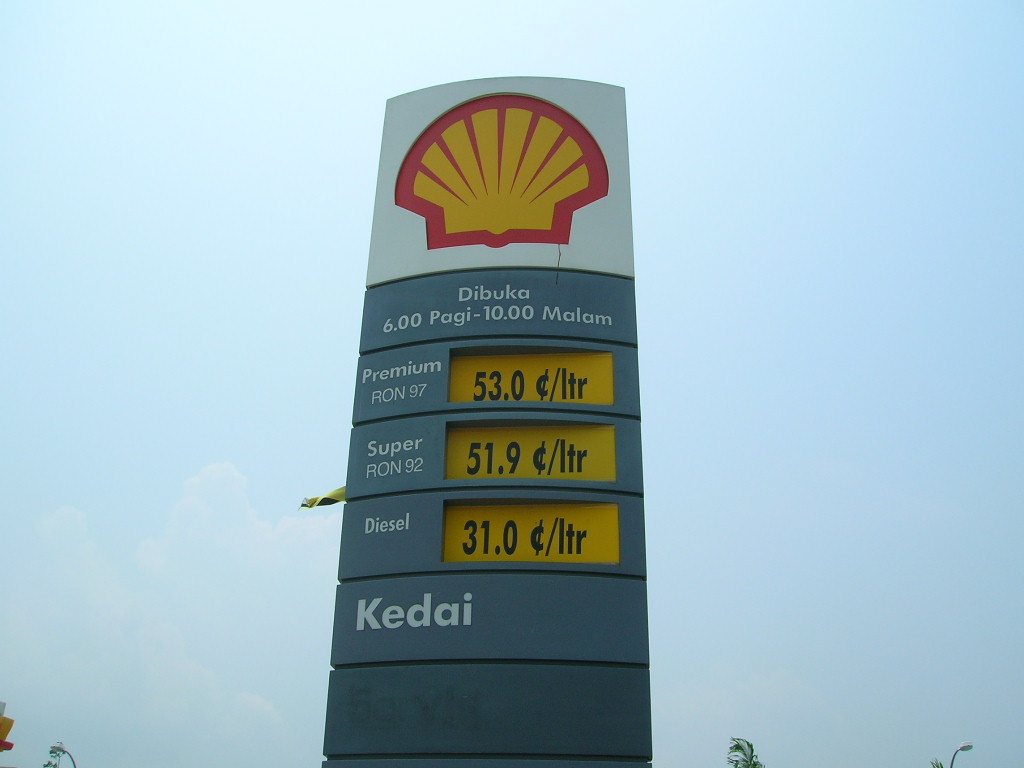 Dibuka
6.00 Pagi-10.00 Malam
Premium
RON 97
53.0 ¢/ltr
Super
RON 92
51.9 ¢/ltr
Diesel
31.0 ¢/ltr
Kedai